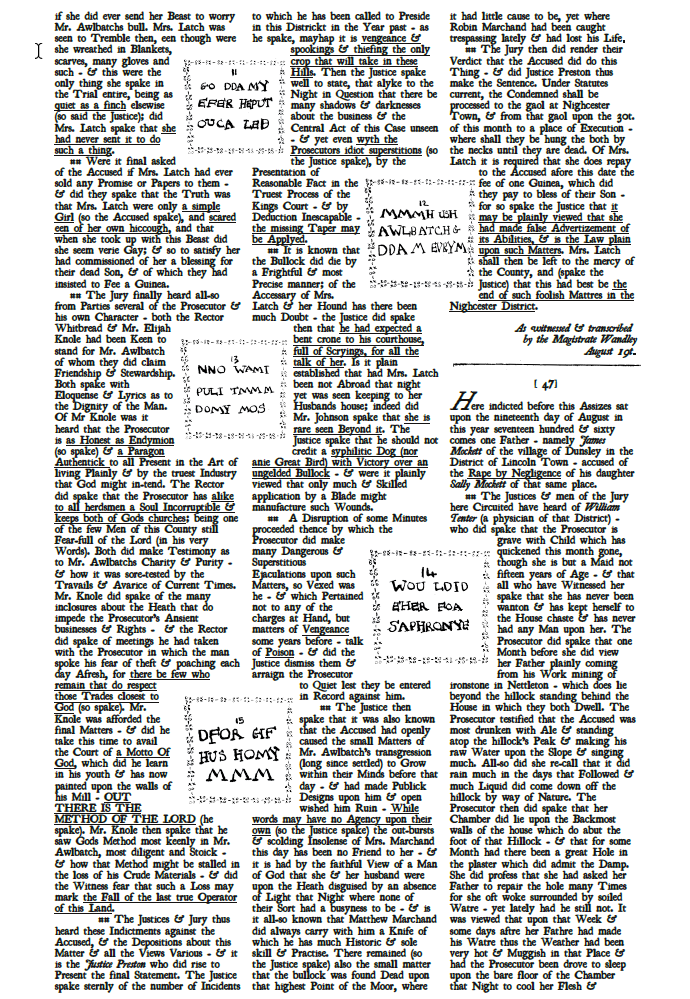 if she did ever send her Beast to worry
Mr. Awlbatchs bull. Mrs. Latch was
seen to Tremble then, een though were
she wreathed in Blankets,
scarves, many gloves and
such - & this were the
only thing she spake in
the Trial entire, being as
quiet as a finch elsewise
(so said the Justice); did
Mrs. Latch spake that she
had never sent it to do
such a thing.
## Were it final asked
of the Accused if Mrs. Latch had ever
sold any Promise or Papers to them -
& did they spake that the Truth was
that Mrs. Latch were only a simple
Girl (so the Accused spake), and scared
een of her own hiccough, and that
when she took up with this Beast did
she seem verie Gay; & so to satisfy her
had commissioned of her a blessing for
their dead Son, & of which they had
insisted to Fee a Guinea.
## The Jury finally heard all-so
from Parties several of the Prosecutor &
his own Character - both the Rector
Whitbread & Mr. Elijah
Knole had been Keen to
stand for Mr. Awlbatch
of whom they did claim
Friendship & Stewardship.
Both spake with
Eloquense & Lyrics as to
the Dignity of the Man.
Of Mr Knole was it
heard that the Prosecutor
is as Honest as Endymion
(so spake) & a Paragon
Authentick to all Present in the Art of
living Plainly & by the truest Industry
that God might in-tend. The Rector
did spake that the Prosecutor has alike
to all herdsmen a Soul Incorruptible &
keeps both of Gods churches; being one
of the few Men of this County still
Fear-full of the Lord (in his very
Words). Both did make Testimony as
to Mr. Awlbatchs Charity & Purity -
& how it was sore-tested by the
Travails & Avarice of Current Times.
Mr. Knole did spake of the many
inclosures about the Heath that do
impede the Prosecutor's Ansient
businesses & Rights - & the Rector
did spake of meetings he had taken
with the Prosecutor in which the man
spoke his fear of theft & poaching each
day Afresh, for there be few who
remain that do respect
those Trades closest to
God (so spake). Mr.
Knole was afforded the
final Matters - & did he
take this time to avail
the Court of a Motto Of
God, which did he learn
in his youth & has now
painted upon the walls of
his Mill - OUT
THERE IS THE
METHOD OF THE LORD (he
spake). Mr. Knole then spake that he
saw Gods Method most keenly in Mr.
Awlbatch, most diligent and Stoick -
& how that Method might be stalled in
the loss of his Crude Materials - & did
the Witness fear that such a Loss may
mark the Fall of the last true Operator
of this Land.
## The Justices & Jury thus
heard these Indictments against the
Accused, & the Depositions about this
Matter & all the Views Various - & it
is the Justice Preston who did rise to
Present the final Statement. The Justice
spake sternly of the number of Incidents
11
GO DDA MY
EFER HEPUT
OUCA LED
13
NNO WAMI
PULI TMMM
DOMY MOS
15
DFOR GIF
HUS HOMY
MMM
to which he has been called to Preside
in this Districkt in the Year past - as
he spake, mayhap it is vengeance &
spookings & thiefing the only
crop that will take in these
Hills. Then the Justice spake
well to state, that alyke to the
Night in Question that there be
many shadows & darknesses
about the business & the
Central Act of this Case unseen
- & yet even wyth the
Prosecutors idiot superstitions (so
the Justice spake), by the
Presentation of
Reasonable Fact in the
Truest Process of the
Kings Court - & by
Deduction Inescapable -
the missing Taper may
be Applyed.
## It is known that
the Bullock did die by
a Frightful & most
Precise manner; of the
Accessary of Mrs.
Latch & her Hound has there been
much Doubt - the Justice did spake
then that he had expected a
bent crone to his courthouse,
full of Scryings, for all the
talk of her. Is it plain
established that had Mrs. Latch
been not Abroad that night
yet was seen keeping to her
Husbands house; indeed did
Mr. Johnson spake that she is
rare seen Beyond it. The
Justice spake that he should not
credit a syphilitic Dog (nor
anie Great Bird) with Victory over an
ungelded Bullock - & were it plainly
viewed that only much & Skilled
application by a Blade might
manufacture such Wounds.
## A Disruption of some Minutes
proceeded thence by which the
Prosecutor did make
many Dangerous &
Superstitious
Ejaculations upon such
Matters, so Vexed was
he - & which Pertained
not to any of the
charges at Hand, but
matters of Vengeance
some years before - talk
of Poison - & did the
Justice dismiss them &
arraign the Prosecutor
to Quiet lest they be entered
in Record against him.
## The Justice then
spake that it was also known
that the Accused had openly
caused the small Matters of
Mr. Awlbatch's transgression
(long since settled) to Grow
within their Minds before that
day - & had made Publick
Designs upon him & open
wished him Ruin - While
words may have no Agency upon their
own (so the Justice spake) the out-bursts
& scolding Insolense of Mrs. Marchand
this day has been no Friend to her - &
it is had by the faithful View of a Man
of God that she & her husband were
upon the Heath disguised by an absence
of Light that Night where none of
their Sort had a busyness to be - & is
it all-so known that Matthew Marchand
did always carry with him a Knife of
which he has much Historic & sole
skill & Practise. There remained (so
the Justice spake) also the small matter
that the bullock was found Dead upon
that highest Point of the Moor, where
12
MMMH USH
AWLBATCH &
DDA M EVRYM
14
WOU LDID
EHER FOA
S'APHRONYE
it had little cause to be, yet where
Robin Marchand had been caught
trespassing lately & had lost his Life.
## The Jury then did render their
Verdict that the Accused did do this
Thing - & did Justice Preston thus
make the Sentence. Under Statutes
current, the Condemned shall be
processed to the gaol at Nighcester
Town, & from that gaol upon the 30t.
of this month to a Place of Execution -
where shall they be hung the both by
the necks until they are dead. Of Mrs.
Latch it is required that she does repay
to the Accused afore this date the
fee of one Guinea, which did
they pay to bless of their Son -
for so spake the Justice that it
may be plainly viewed that she
had made false Advertizement of
its Abilities, & is the Law plain
upon such Matters. Mrs. Latch
shall then be left to the mercy of
the County, and (spake the
Justice) that this had best be the
end of such foolish Mattres in the
Nighcester District.
As witnessed & transcribed
by the Magistrate Wandley
August 19t.
[ 47]
Here indicted before this Assizes sat
upon the nineteenth day of August in
this year seventeen hundred & sixty
comes one Father - namely James
Mockett of the village of Dunsley in the
District of Lincoln Town - accused of
the Rape by Negligence of his daughter
Sally Mockett of that same place.
## The Justices & men of the Jury
here Circuited have heard of William
Tenter (a physician of that District) -
who did spake that the Prosecutor is
grave with Child which has
quickened this month gone,
though she is but a Maid not
fifteen years of Age - & that
all who have Witnessed her
spake that she has never been
wanton & has kept herself to
the House chaste & has never
had any Man upon her. The
Prosecutor did spake that one
Month before she did view
her Father plainly coming
from his Work mining of
ironstone in Nettleton - which does lie
beyond the hillock standing behind the
House in which they both Dwell. The
Prosecutor testified that the Accused was
most drunken with Ale & standing
atop the hillock's Peak & making his
raw Water upon the Slope & singing
much. All-so did she re-call that it did
rain much in the days that Followed &
much Liquid did come down off the
hillock by way of Nature. The
Prosecutor then did spake that her
Chamber did lie upon the Backmost
walls of the house which do abut the
foot of that Hillock - & that for some
Month had there been a great Hole in
the plaster which did admit the Damp.
She did profess that she had asked her
Father to repair the hole many Times
for she oft woke surrounded by soiled
Watre - yet lately had he still not. It
was viewed that upon that Week &
some days aftre her Fathre had made
his Watre thus the Weather had been
very hot & Muggish in that Place &
had the Prosecutor been drove to sleep
upon the bare floor of the Chamber
that Night to cool her Flesh &